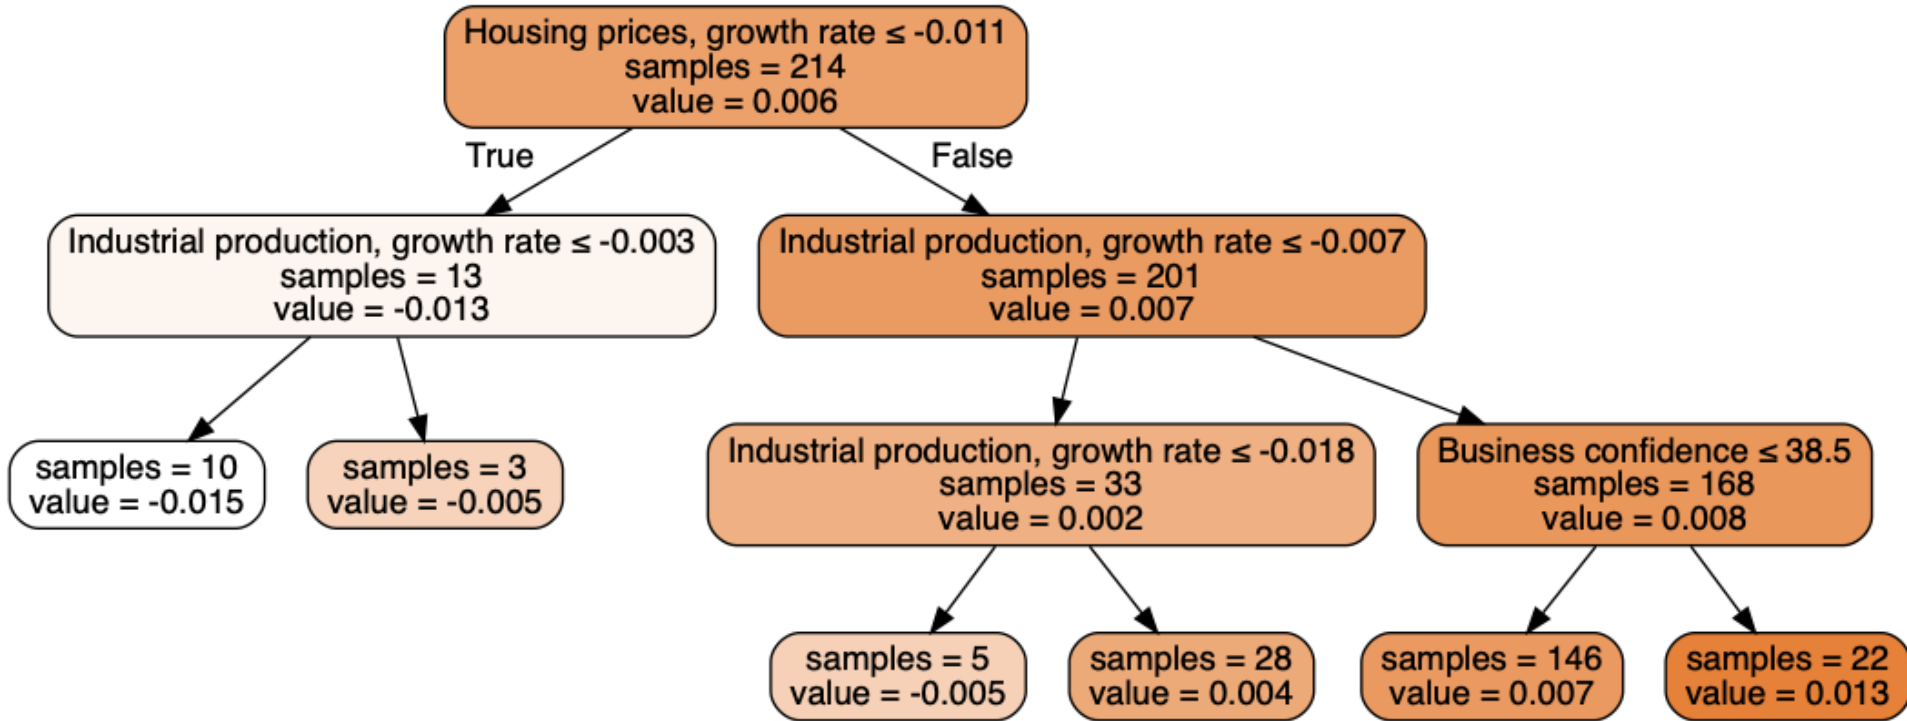 Housing prices, growth rate ≤ -0.011
samples = 214
value = 0.006
True
False
Industrial production, growth rate ≤ -0.003
samples = 13
value = -0.013
Industrial production, growth rate ≤ -0.007
samples = 201
value = 0.007
samples = 10
value = -0.015
samples = 3
value = -0.005
Industrial production, growth rate ≤ -0.018
samples = 33
value = 0.002
Business confidence ≤ 38.5
samples = 168
value = 0.008
samples = 5
value = -0.005
samples = 28
value = 0.004
samples = 146
value = 0.007
samples = 22
value = 0.013